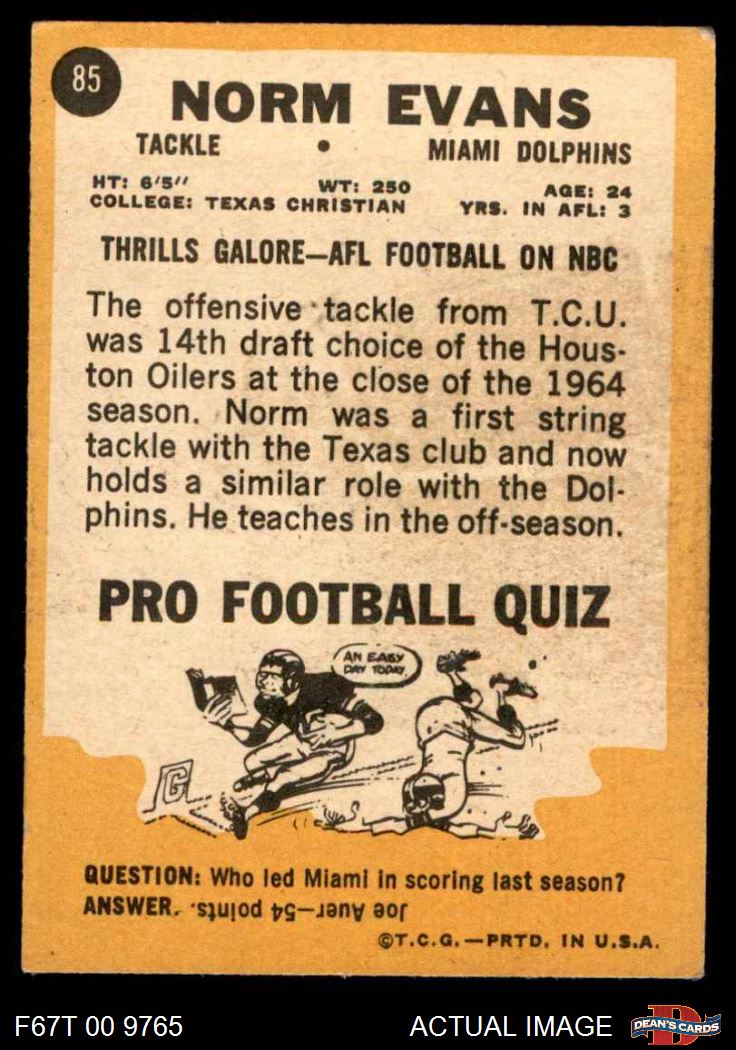 85
NORM EVANS
TACKLE • MIAMI DOLPHINS
HT: 6'5" WT: 250 AGE: 24
COLLEGE: TEXAS CHRISTIAN YRS. IN AFL: 3
THRILLS GALORE—AFL FOOTBALL ON NBC
The offensive tackle from T.C.U.
was 14th draft choice of the Hous-
ton Oilers at the close of the 1964
season. Norm was a first string
tackle with the Texas club and now
holds a similar role with the Dol-
phins. He teaches in the off-season.
PRO FOOTBALL QUIZ
AN EASY
DAY TODAY.
G
QUESTION: Who led Miami in scoring last season?
ANSWER. Joe Auer—54 points.
©T.C.G.—PRTD. IN U.S.A.
F67T 00 9765 ACTUAL IMAGE D DEAN'S CARDS